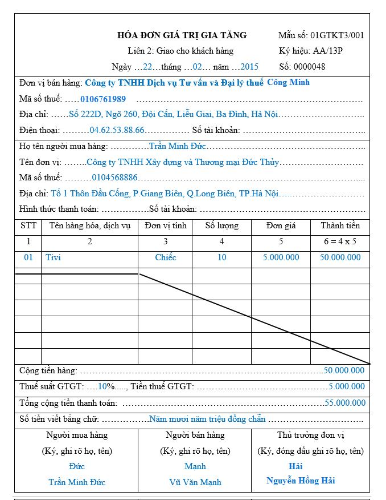 HÓA ĐƠN GIÁ TRỊ GIA TĂNG Mẫu số: 01GTKT3/001
Liên 2: Giao cho khách hàng Ký hiệu: AA/13P
Ngày …22…tháng …02… năm …2015 Số: 0000048
Đơn vị bán hàng: Công ty TNHH Dịch vụ Tư vấn và Đại lý thuế Công Minh
Mã số thuế: ……0106761989 ……………………………………………
Địa chỉ: ……Số 222D, Ngõ 260, Đội Cấn, Liễu Giai, Ba Đình, Hà Nội……………
Điện thoại: …………04.62.53.88.66……………Số tài khoản: ……………………
Họ tên người mua hàng: ……………Trần Minh Đức……………………
Tên đơn vị: ………Công ty TNHH Xây dựng và Thương mại Đức Thủy………………
Mã số thuế: …………0104568886……………………………………
Địa chỉ: Tổ 1 Thôn Đầu Cống, P.Giang Biên, Q.Long Biên, TP Hà Nội……………
Hình thức thanh toán: ………………Số tài khoản: ……………………………
STT Tên hàng hóa, dịch vụ Đơn vị tính Số lượng Đơn giá Thành tiền
1 2 3 4 5 6 = 4 x 5
01 Tivi Chiếc 10 5.000.000 50.000.000
Cộng tiền hàng: ……………………………………………50.000.000
Thuế suất GTGT: ….10%…., Tiền thuế GTGT: ……………………………5.000.000
Tổng cộng tiền thanh toán: ……………………………………55.000.000
Số tiền viết bằng chữ: ………………Năm mươi năm triệu đồng chẵn ……………………
Người mua hàng Người bán hàng Thủ trưởng đơn vị
(Ký, ghi rõ họ, tên) (Ký, ghi rõ họ, tên) (Ký, đóng dấu ghi rõ họ, tên)
Đức Manh Hải
Trần Minh Đức Vũ Văn Manh Nguyễn Hồng Hải